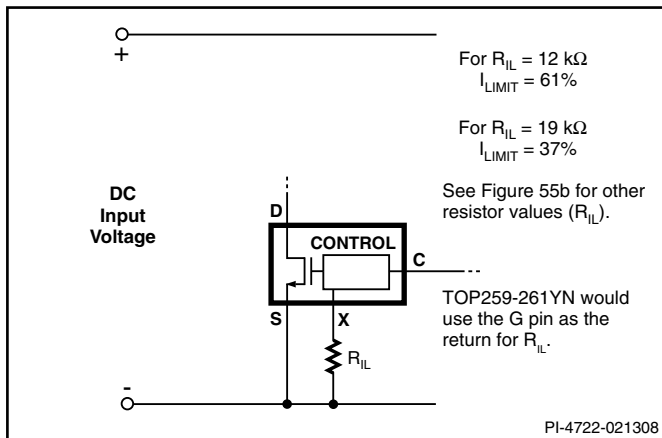 +
For R_IL = 12 kΩ
I_LIMIT = 61%
For R_IL = 19 kΩ
I_LIMIT = 37%
See Figure 55b for other
resistor values (R_IL).
DC
Input
Voltage
D
CONTROL
C
TOP259-261YN would
use the G pin as the
return for R_IL.
S
X
R_IL
-
PI-4722-021308